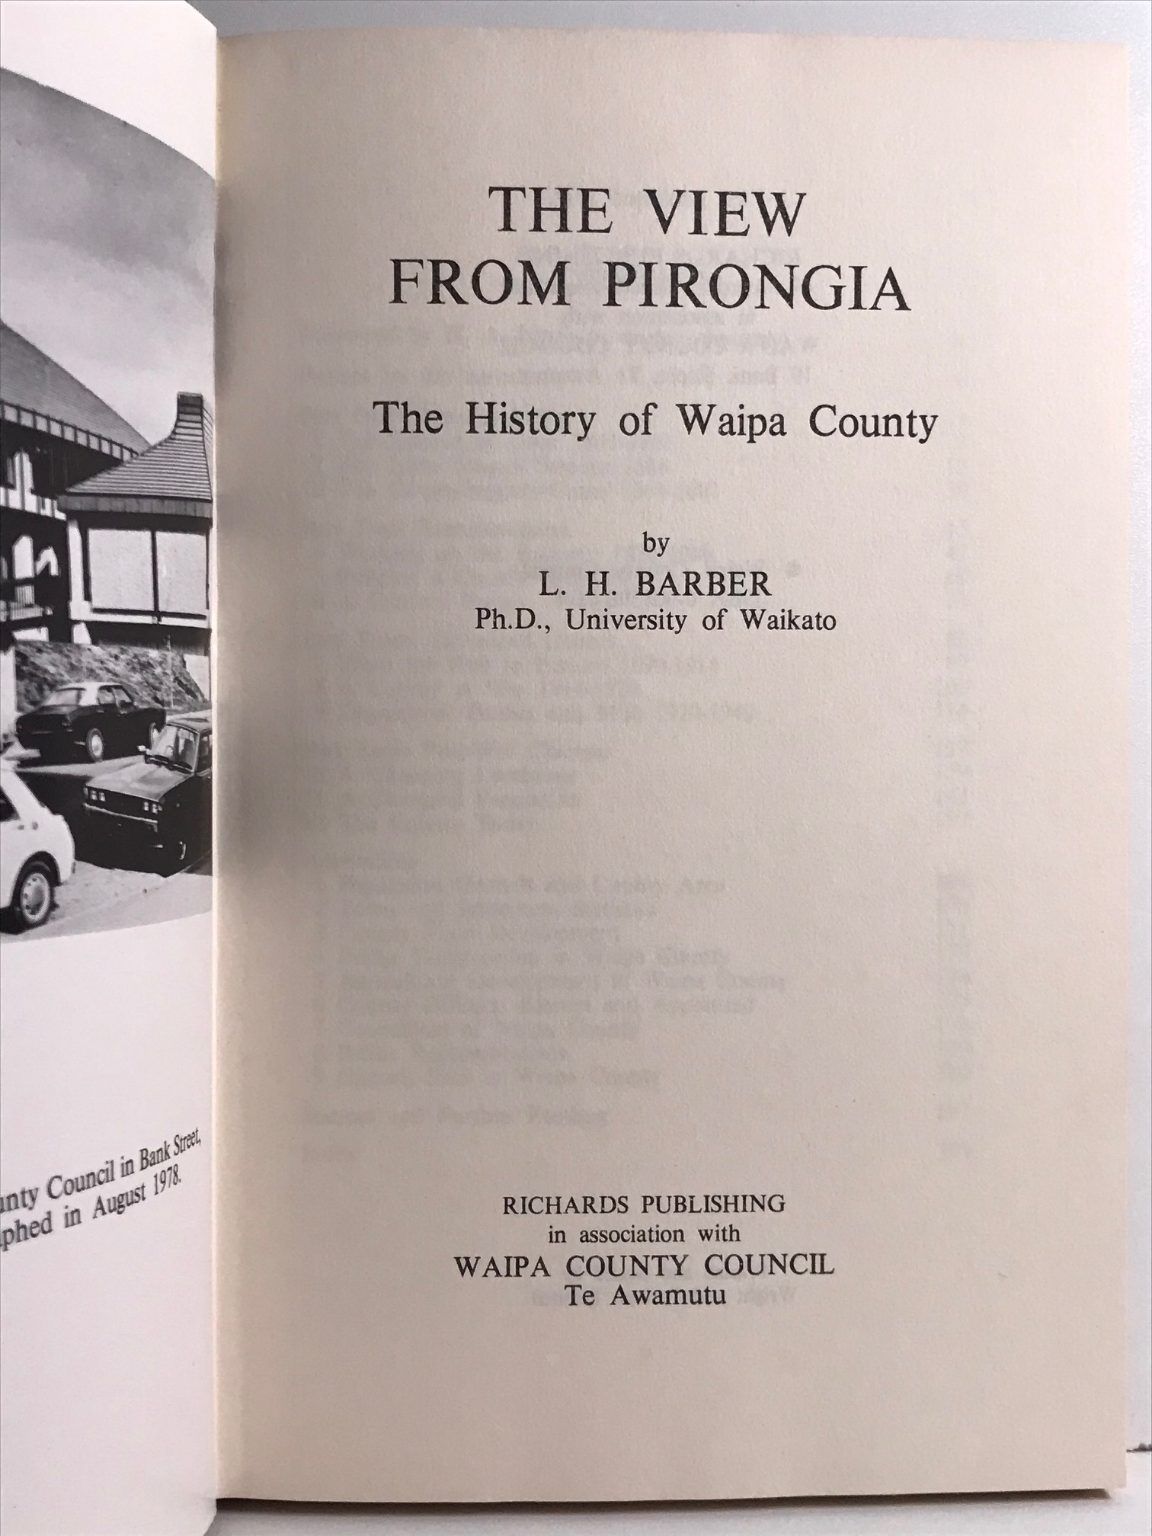 THE VIEW
FROM PIRONGIA
The History of Waipa County
by
L. H. BARBER
Ph.D., University of Waikato
RICHARDS PUBLISHING
in association with
WAIPA COUNTY COUNCIL
Te Awamutu
unty Council in Bank Street,
phed in August 1978.